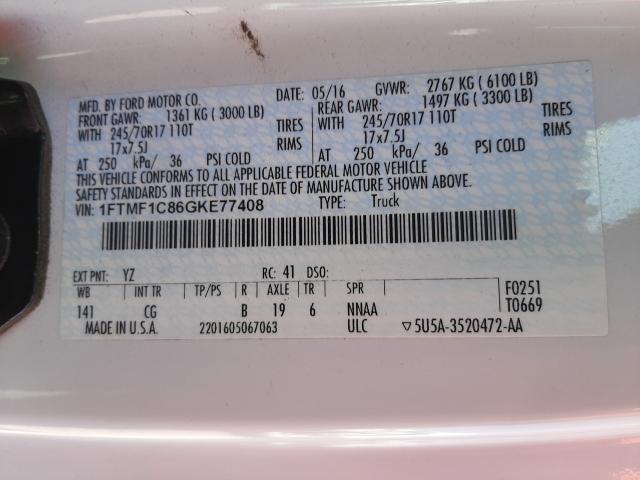 MFD. BY FORD MOTOR CO. DATE: 05/16 GVWR: 2767 KG (6100 LB)
FRONT GAWR: 1361 KG (3000 LB) REAR GAWR: 1497 KG (3300 LB)
WITH 245/70R17 110T TIRES WITH 245/70R17 110T TIRES
17x7.5J RIMS 17x7.5J RIMS
AT 250 kPa/ 36 PSI COLD AT 250 kPa/ 36 PSI COLD
THIS VEHICLE CONFORMS TO ALL APPLICABLE FEDERAL MOTOR VEHICLE
SAFETY STANDARDS IN EFFECT ON THE DATE OF MANUFACTURE SHOWN ABOVE.
VIN: 1FTMF1C86GKE77408 TYPE: Truck
EXT PNT: YZ RC: 41 DSO: F0251
WB INT TR TP/PS R AXLE TR SPR T0669
141 CG B 19 6 NNAA
MADE IN U.S.A. 2201605067063 ULC ▽5U5A-3520472-AA